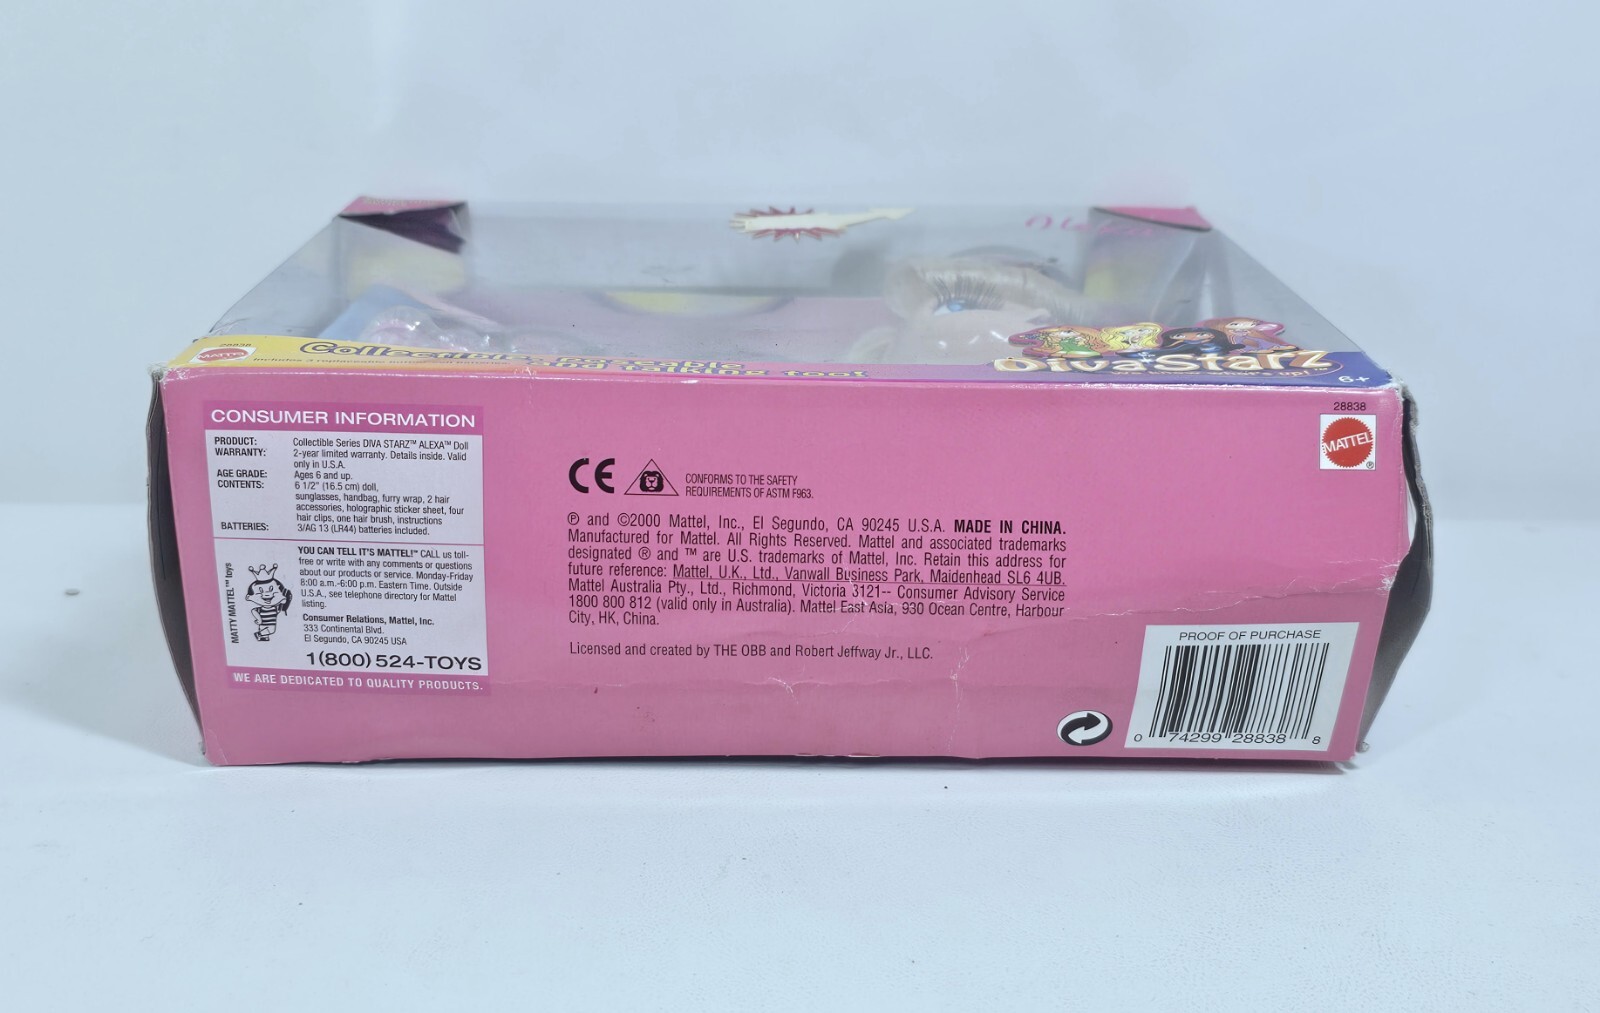 Alexa
28838
MATTEL
Collectible, poseable
and talking too!
Diva Starz™
6+
CONSUMER INFORMATION
PRODUCT: Collectible Series DIVA STARZ™ ALEXA™ Doll
WARRANTY: 2-year limited warranty. Details inside. Valid
only in U.S.A.
AGE GRADE: Ages 6 and up.
CONTENTS: 6 1/2" (16.5 cm) doll,
sunglasses, handbag, furry wrap, 2 hair
accessories, holographic sticker sheet, four
hair clips, one hair brush, instructions
BATTERIES: 3/AG 13 (LR44) batteries included.
MATTY MATTEL™ toys
YOU CAN TELL IT'S MATTEL!™ CALL us toll-
free or write with any comments or questions
about our products or service. Monday-Friday
8:00 a.m.-6:00 p.m. Eastern Time. Outside
U.S.A., see telephone directory for Mattel
listing.
Consumer Relations, Mattel, Inc.
333 Continental Blvd.
El Segundo, CA 90245 USA
1(800) 524-TOYS
WE ARE DEDICATED TO QUALITY PRODUCTS.
CE
CONFORMS TO THE SAFETY
REQUIREMENTS OF ASTM F963.
℗ and ©2000 Mattel, Inc., El Segundo, CA 90245 U.S.A. MADE IN CHINA.
Manufactured for Mattel. All Rights Reserved. Mattel and associated trademarks
designated ® and ™ are U.S. trademarks of Mattel, Inc. Retain this address for
future reference: Mattel, U.K., Ltd., Vanwall Business Park, Maidenhead SL6 4UB.
Mattel Australia Pty., Ltd., Richmond, Victoria 3121-- Consumer Advisory Service
1800 800 812 (valid only in Australia). Mattel East Asia, 930 Ocean Centre, Harbour
City, HK, China.
Licensed and created by THE OBB and Robert Jeffway Jr., LLC.
28838
MATTEL
®
PROOF OF PURCHASE
0 74299 28838 8